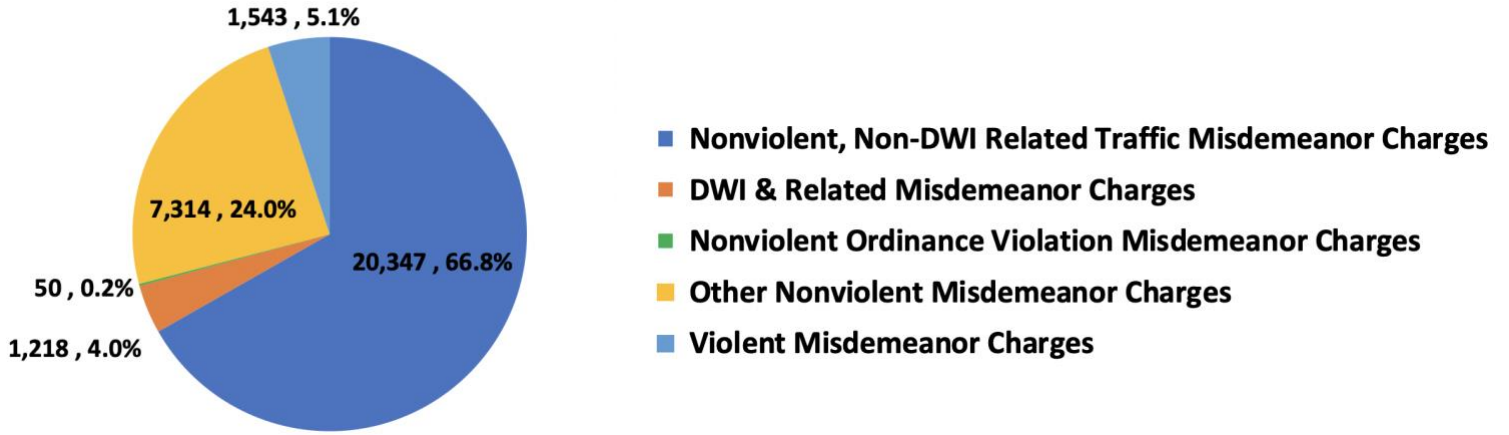 1,543 , 5.1%
7,314 , 24.0%
20,347 , 66.8%
50 , 0.2%
1,218 , 4.0%
Nonviolent, Non-DWI Related Traffic Misdemeanor Charges
DWI & Related Misdemeanor Charges
Nonviolent Ordinance Violation Misdemeanor Charges
Other Nonviolent Misdemeanor Charges
Violent Misdemeanor Charges